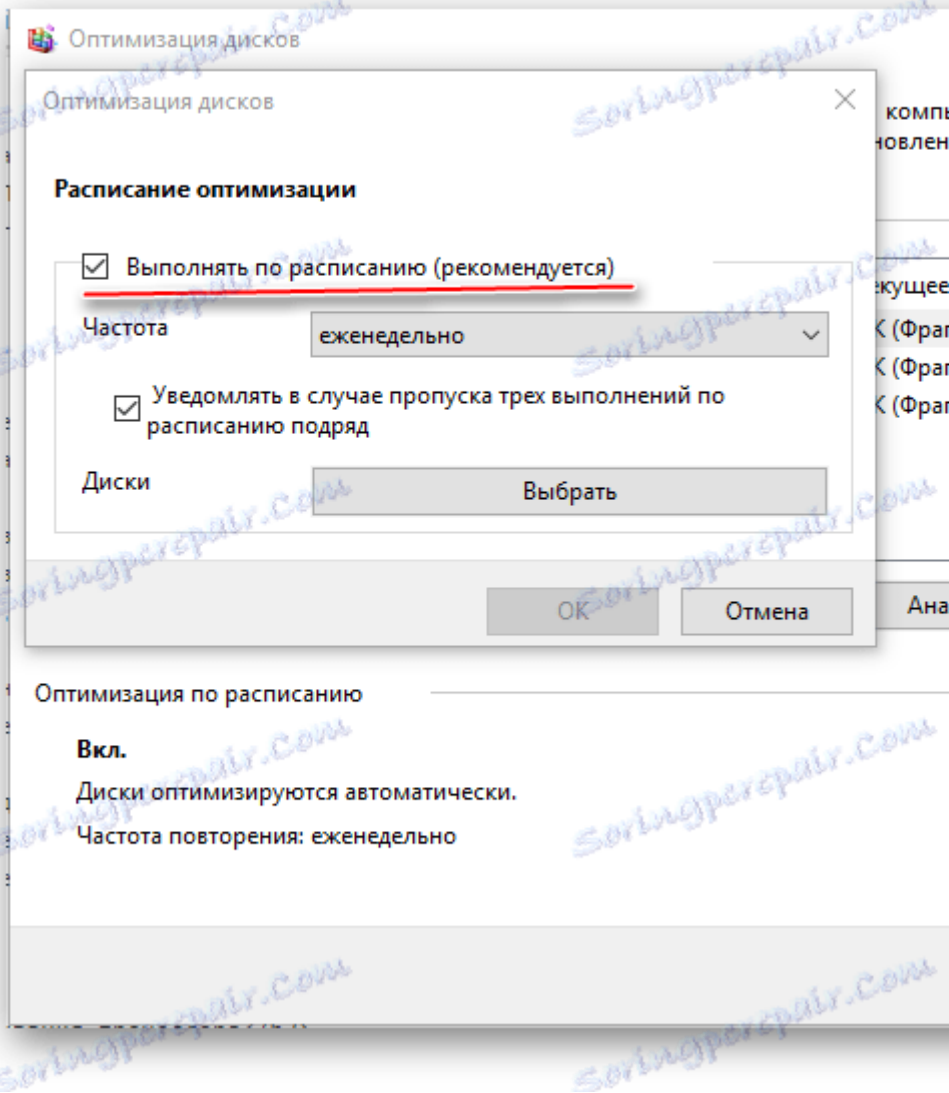 Оптимизация дисков
Оптимизация дисков
Расписание оптимизации
Выполнять по расписанию (рекомендуется)
Частота
еженедельно
Уведомлять в случае пропуска трех выполнений по
расписанию подряд
Диски
Выбрать
OK
Отмена
Оптимизация по расписанию
Вкл.
Диски оптимизируются автоматически.
Частота повторения: еженедельно